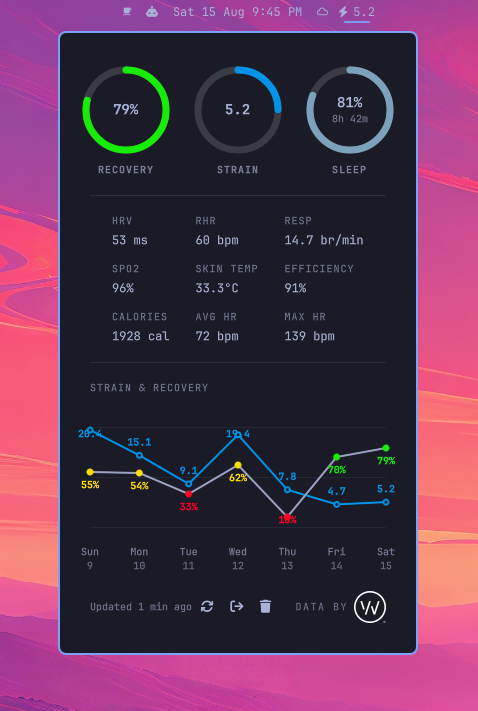 Sat 15 Aug 9:45 PM 5.2
79% 5.2 81%
8h 42m
RECOVERY STRAIN SLEEP
HRV RHR RESP
53 ms 60 bpm 14.7 br/min
SPO2 SKIN TEMP EFFICIENCY
96% 33.3°C 91%
CALORIES AVG HR MAX HR
1928 cal 72 bpm 139 bpm
STRAIN & RECOVERY
20.4 15.1 9.1 19.4 7.8 4.7 5.2
55% 54% 33% 62% 70% 79%
Sun Mon Tue Wed Thu Fri Sat
9 10 11 12 13 14 15
Updated 1 min ago DATA BY W